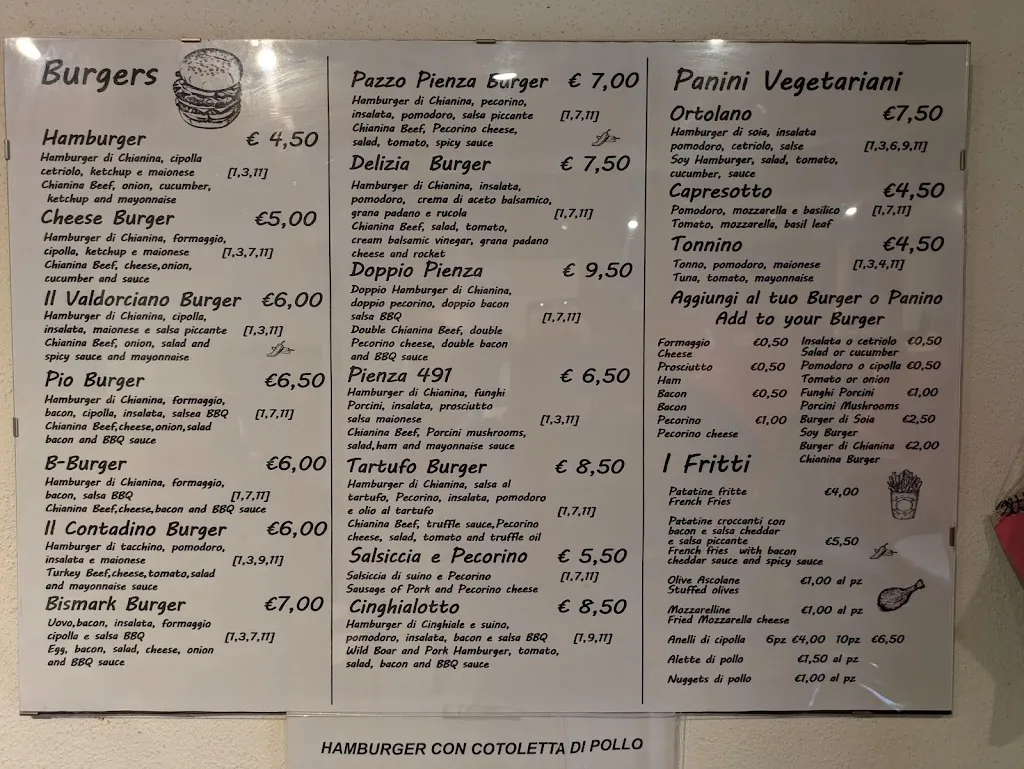 Burgers
Hamburger € 4,50
Hamburger di Chianina, cipolla
cetriolo, ketchup e maionese [1,3,11]
Chianina Beef, onion, cucumber,
ketchup and mayonnaise
Cheese Burger €5,00
Hamburger di Chianina, formaggio,
cipolla, ketchup e maionese [1,3,7,11]
Chianina Beef, cheese,onion,
cucumber and sauce
Il Valdorciano Burger €6,00
Hamburger di Chianina, cipolla,
insalata, maionese e salsa piccante [1,3,11]
Chianina Beef, onion, salad and
spicy sauce and mayonnaise
Pio Burger €6,50
Hamburger di Chianina, formaggio,
bacon, cipolla, insalata, salsea BBQ [1,7,11]
Chianina Beef,cheese,onion,salad
bacon and BBQ sauce
B-Burger €6,00
Hamburger di Chianina, formaggio,
bacon, salsa BBQ [1,7,11]
Chianina Beef,cheese,bacon and BBQ sauce
Il Contadino Burger €6,00
Hamburger di tacchino, pomodoro,
insalata e maionese [1,3,9,11]
Turkey Beef,cheese,tomato,salad
and mayonnaise sauce
Bismark Burger €7,00
Uovo,bacon, insalata, formaggio
cipolla e salsa BBQ [1,3,7,11]
Egg, bacon, salad, cheese, onion
and BBQ sauce
Pazzo Pienza Burger € 7,00
Hamburger di Chianina, pecorino,
insalata, pomodoro, salsa piccante [1,7,11]
Chianina Beef, Pecorino cheese,
salad, tomato, spicy sauce
Delizia Burger € 7,50
Hamburger di Chianina, insalata,
pomodoro, crema di aceto balsamico,
grana padano e rucola [1,7,11]
Chianina Beef, salad, tomato,
cream balsamic vinegar, grana padano
cheese and rocket
Doppio Pienza € 9,50
Doppio Hamburger di Chianina,
doppio pecorino, doppio bacon
salsa BBQ [1,7,11]
Double Chianina Beef, double
Pecorino cheese, double bacon
and BBQ sauce
Pienza 491 € 6,50
Hamburger di Chianina, funghi
Porcini, insalata, prosciutto
salsa maionese [1,3,11]
Chianina Beef, Porcini mushrooms,
salad,ham and mayonnaise sauce
Tartufo Burger € 8,50
Hamburger di Chianina, salsa al
tartufo, Pecorino, insalata, pomodoro
e olio al tartufo [1,7,11]
Chianina Beef, truffle sauce,Pecorino
cheese, salad, tomato and truffle oil
Salsiccia e Pecorino € 5,50
Salsiccia di suino e Pecorino [1,7,11]
Sausage of Pork and Pecorino cheese
Cinghialotto € 8,50
Hamburger di Cinghiale e suino,
pomodoro, insalata, bacon e salsa BBQ [1,9,11]
Wild Boar and Pork Hamburger, tomato,
salad, bacon and BBQ sauce
Panini Vegetariani
Ortolano €7,50
Hamburger di soia, insalata
pomodoro, cetriolo, salse [1,3,6,9,11]
Soy Hamburger, salad, tomato,
cucumber, sauce
Capresotto €4,50
Pomodoro, mozzarella e basilico [1,7,11]
Tomato, mozzarella, basil leaf
Tonnino €4,50
Tonno, pomodoro, maionese [1,3,4,11]
Tuna, tomato, mayonnaise
Aggiungi al tuo Burger o Panino
Add to your Burger
Formaggio €0,50
Cheese
Prosciutto €0,50
Ham
Bacon €0,50
Bacon
Pecorino €1,00
Pecorino cheese
Insalata o cetriolo €0,50
Salad or cucumber
Pomodoro o cipolla €0,50
Tomato or onion
Funghi Porcini €1,00
Porcini Mushrooms
Burger di Soia €2,50
Soy Burger
Burger di Chianina €2,00
Chianina Burger
I Fritti
Patatine fritte €4,00
French Fries
Patatine croccanti con
bacon e salsa cheddar
e salsa piccante €5,50
French fries with bacon
cheddar sauce and spicy sauce
Olive Ascolane €1,00 al pz
Stuffed olives
Mozzarelline €1,00 al pz
Fried Mozzarella cheese
Anelli di cipolla 6pz €4,00 10pz €6,50
Alette di pollo €1,50 al pz
Nuggets di pollo €1,00 al pz
HAMBURGER CON COTOLETTA DI POLLO